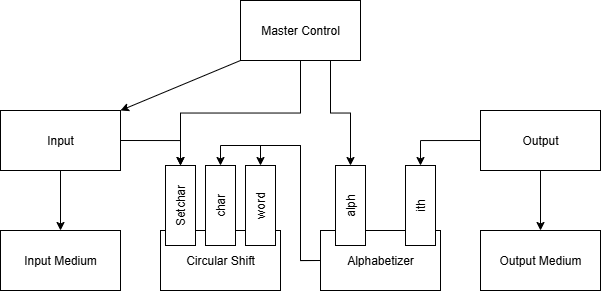 Master Control
Input
Output
Setchar
char
word
alph
ith
Input Medium
Circular Shift
Alphabetizer
Output Medium